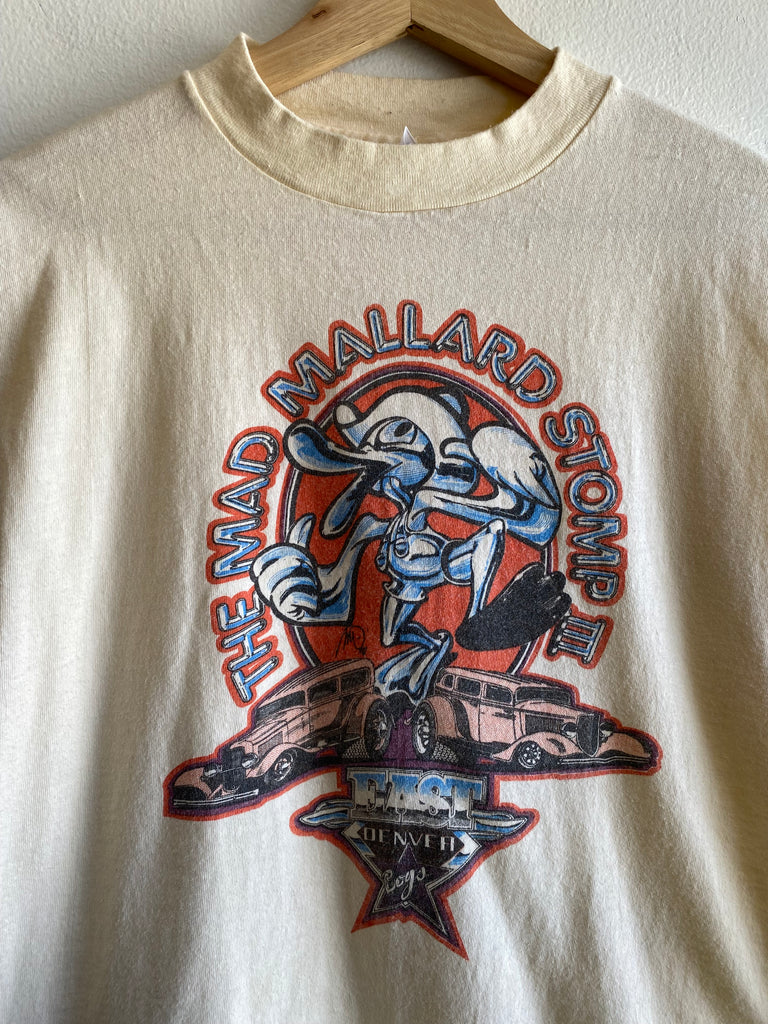 THE MAD MALLARD STOMP III
EAST
DENVER
Boys